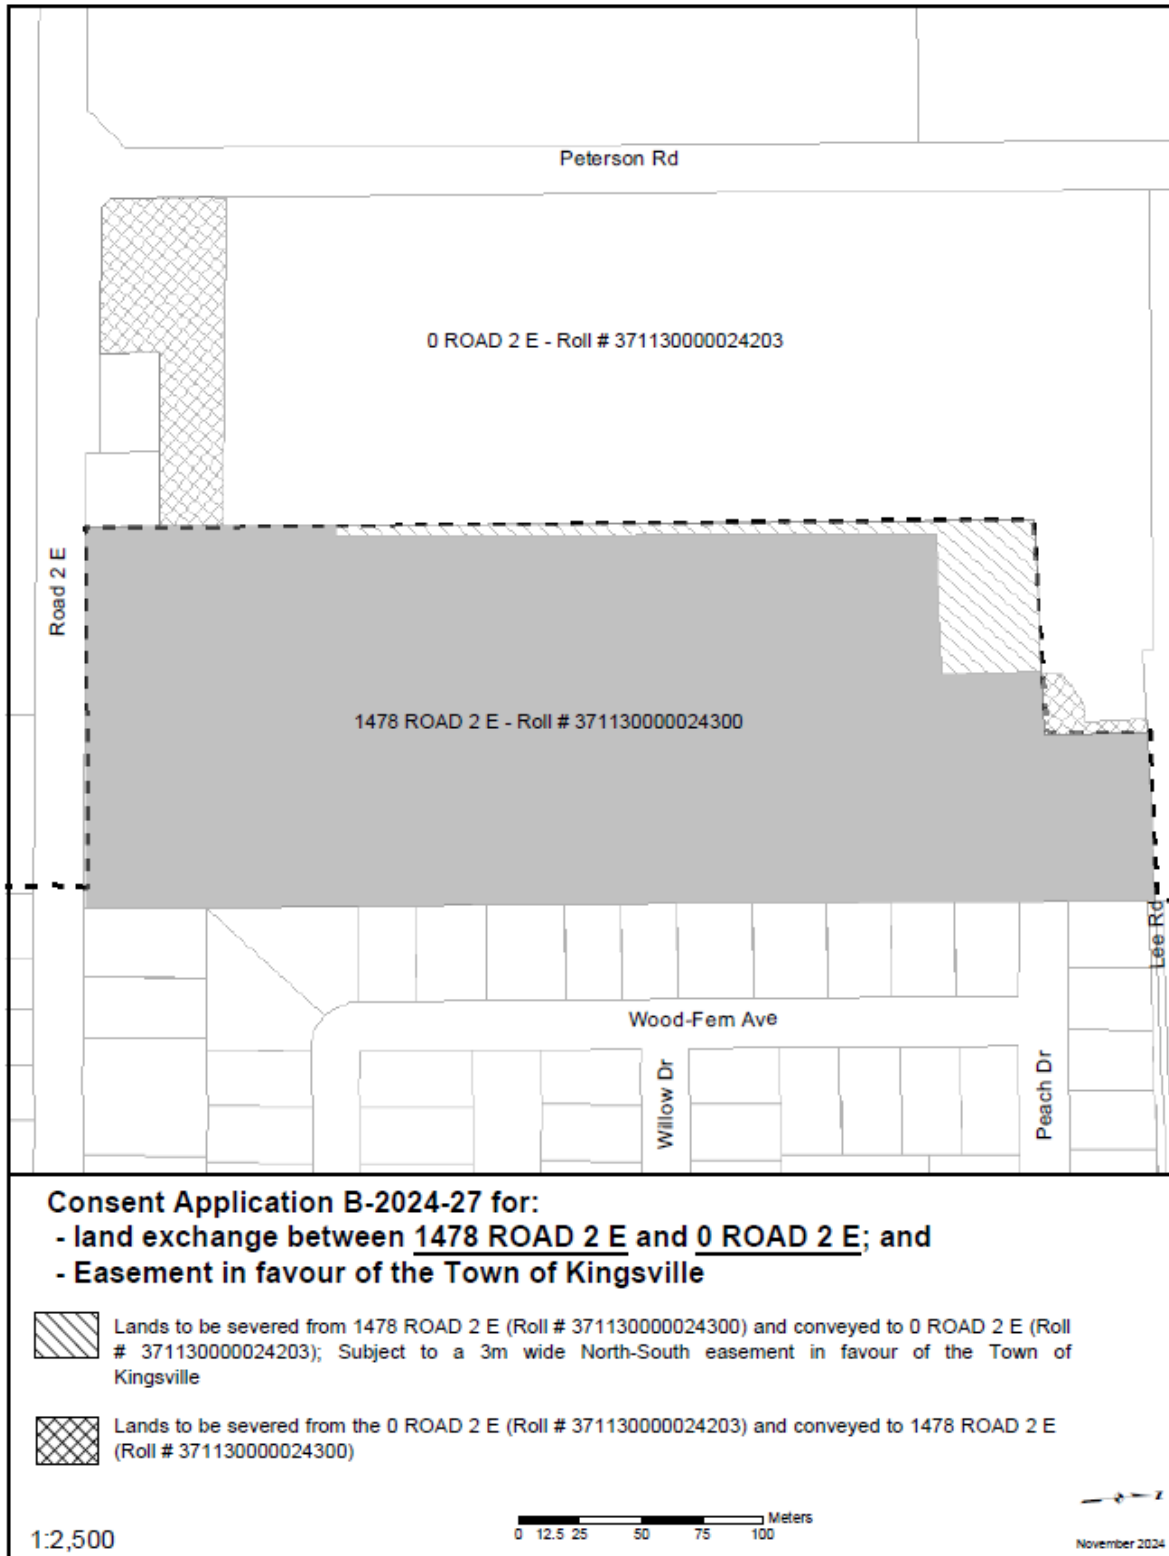 Peterson Rd
0 ROAD 2 E - Roll # 371130000024203
Road 2 E
1478 ROAD 2 E - Roll # 371130000024300
Lee Rd
Wood-Fern Ave
Willow Dr
Peach Dr
Consent Application B-2024-27 for:
- land exchange between 1478 ROAD 2 E and 0 ROAD 2 E; and
- Easement in favour of the Town of Kingsville
Lands to be severed from 1478 ROAD 2 E (Roll # 371130000024300) and conveyed to 0 ROAD 2 E (Roll
# 371130000024203); Subject to a 3m wide North-South easement in favour of the Town of
Kingsville
Lands to be severed from the 0 ROAD 2 E (Roll # 371130000024203) and conveyed to 1478 ROAD 2 E
(Roll # 371130000024300)
1:2,500
Meters
0 12.5 25 50 75 100
Z
November 2024